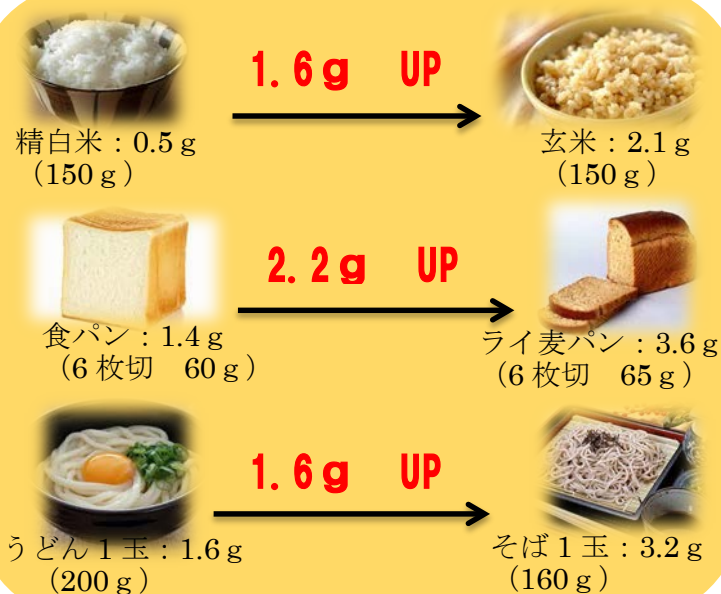 1.6g UP
精白米：0.5ｇ
（150ｇ）
玄米：2.1ｇ
（150ｇ）
2.2g UP
食パン：1.4ｇ
（6枚切　60ｇ）
ライ麦パン：3.6ｇ
（6枚切　65ｇ）
1.6g UP
うどん1玉：1.6ｇ
（200ｇ）
そば1玉：3.2ｇ
（160ｇ）